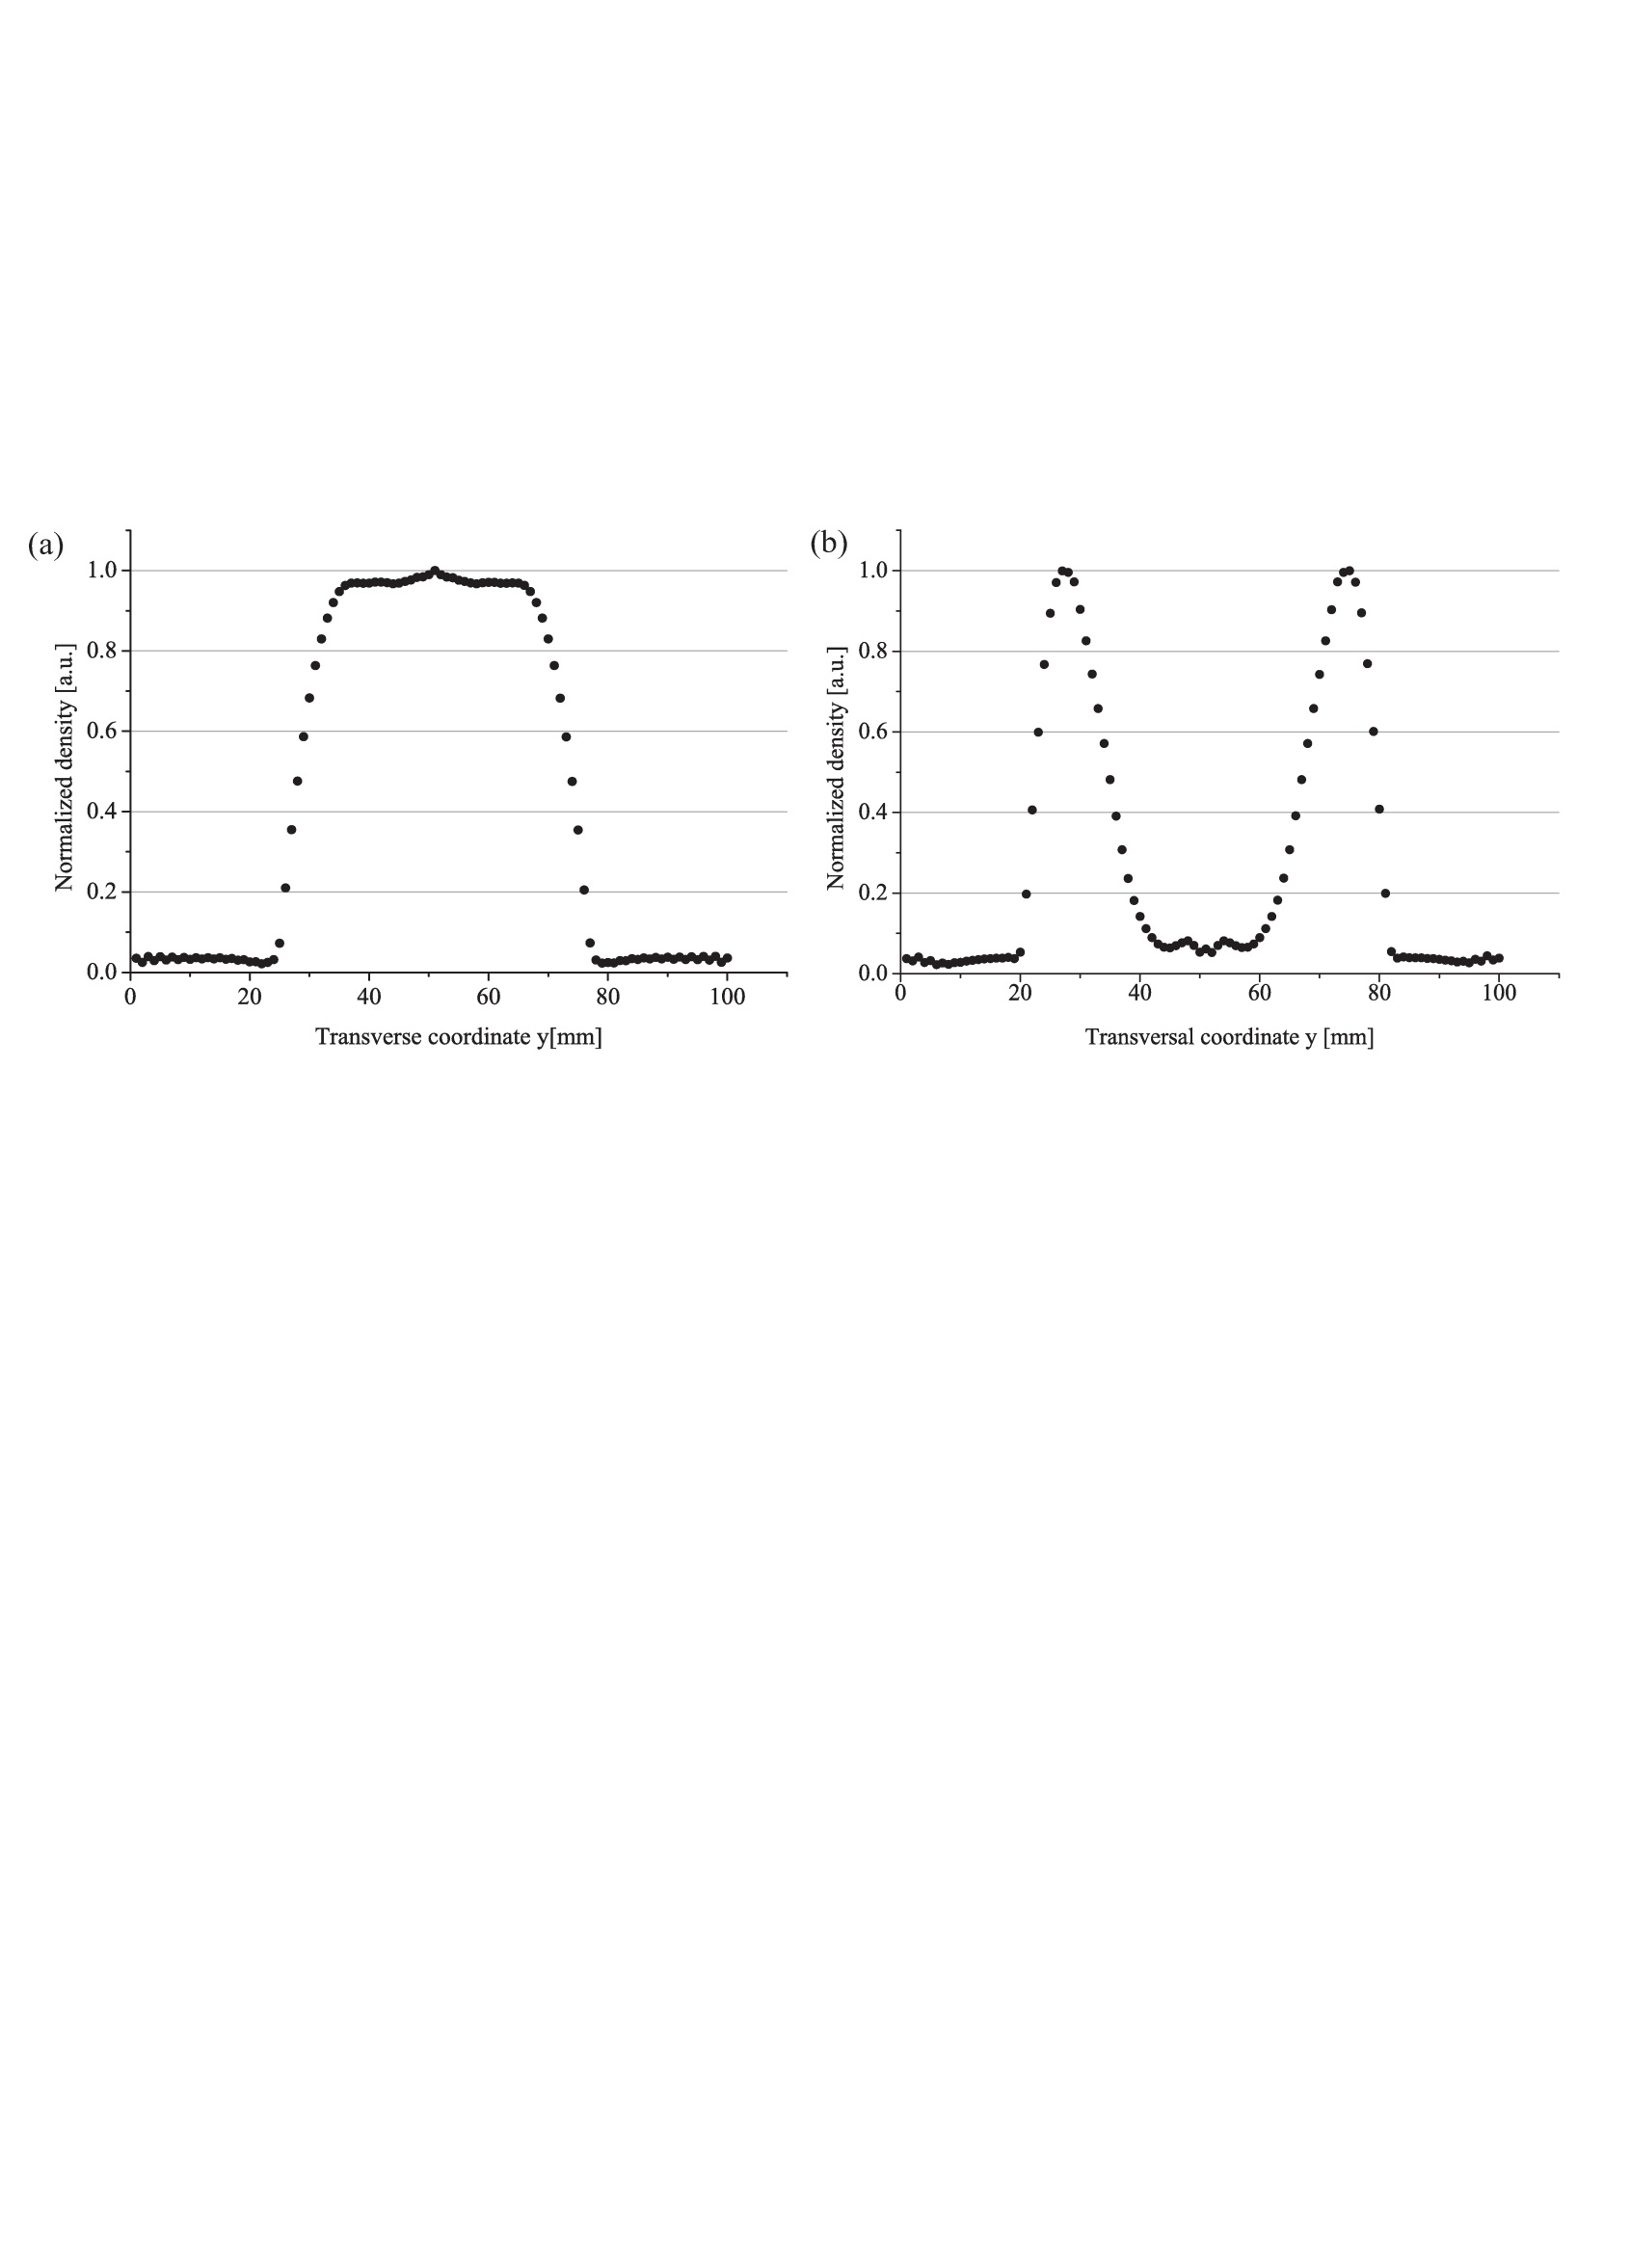 (a)
Normalized density [a.u.]
1.0
0.8
0.6
0.4
0.2
0.0
0 20 40 60 80 100
Transverse coordinate y[mm]
(b)
Normalized density [a.u.]
1.0
0.8
0.6
0.4
0.2
0.0
0 20 40 60 80 100
Transversal coordinate y [mm]